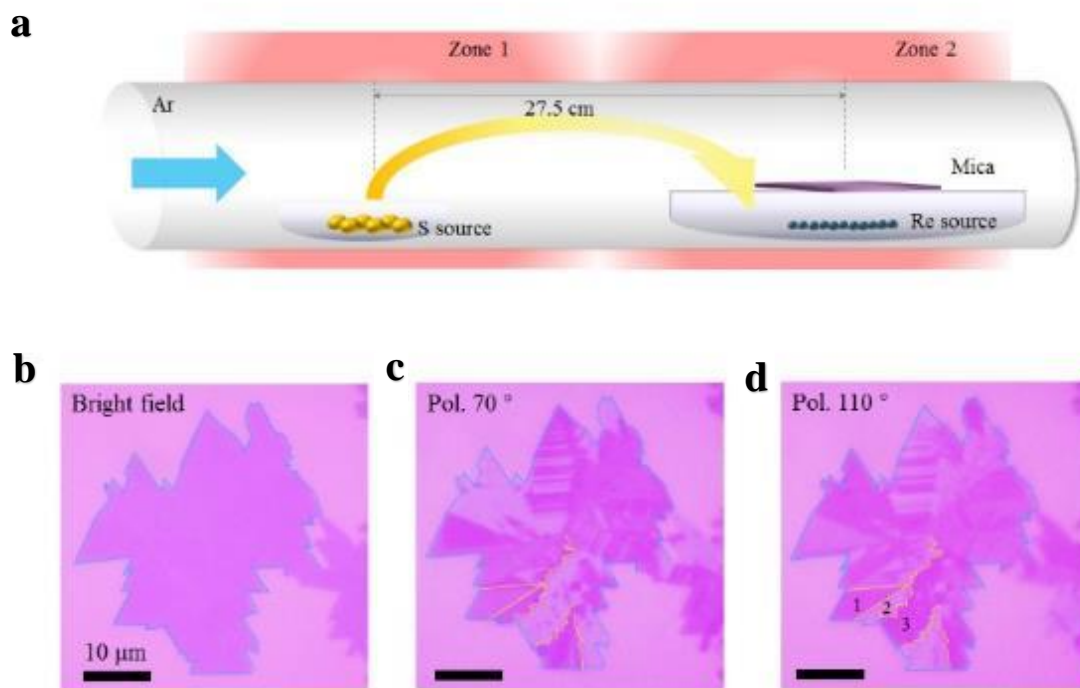 a
Zone 1
Zone 2
Ar
27.5 cm
Mica
S source
Re source
b
Bright field
10 µm
c
Pol. 70 °
d
Pol. 110 °
1
2
3